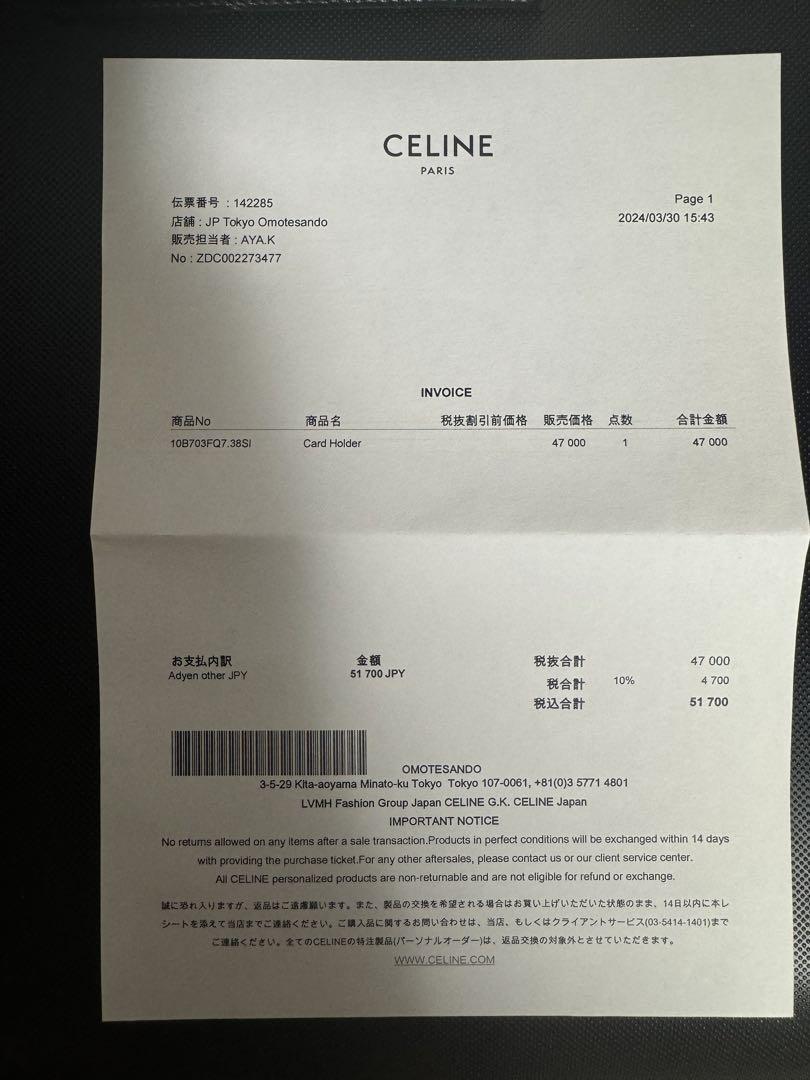 CELINE
PARIS
伝票番号 : 142285
店舗 : JP Tokyo Omotesando
販売担当者 : AYA.K
No : ZDC002273477
Page 1
2024/03/30 15:43
INVOICE
商品No 商品名 税抜割引前価格 販売価格 点数 合計金額
10B703FQ7.38SI Card Holder 47 000 1 47 000
お支払内訳 金額 税抜合計 47 000
Adyen other JPY 51 700 JPY 税合計 10% 4 700
税込合計 51 700
OMOTESANDO
3-5-29 Kita-aoyama Minato-ku Tokyo Tokyo 107-0061, +81(0)3 5771 4801
LVMH Fashion Group Japan CELINE G.K. CELINE Japan
IMPORTANT NOTICE
No returns allowed on any items after a sale transaction.Products in perfect conditions will be exchanged within 14 days
with providing the purchase ticket.For any other aftersales, please contact us or our client service center.
All CELINE personalized products are non-returnable and are not eligible for refund or exchange.
誠に恐れ入りますが、返品はご遠慮願います。また、製品の交換を希望される場合はお買い上げいただいた状態のまま、14日以内に本レ
シートを添えて当店までご連絡ください。ご購入品に関するお問い合わせは、当店、もしくはクライアントサービス(03-5414-1401)まで
ご連絡ください。全てのCELINEの特注製品(パーソナルオーダー)は、返品交換の対象外とさせていただきます。
WWW.CELINE.COM